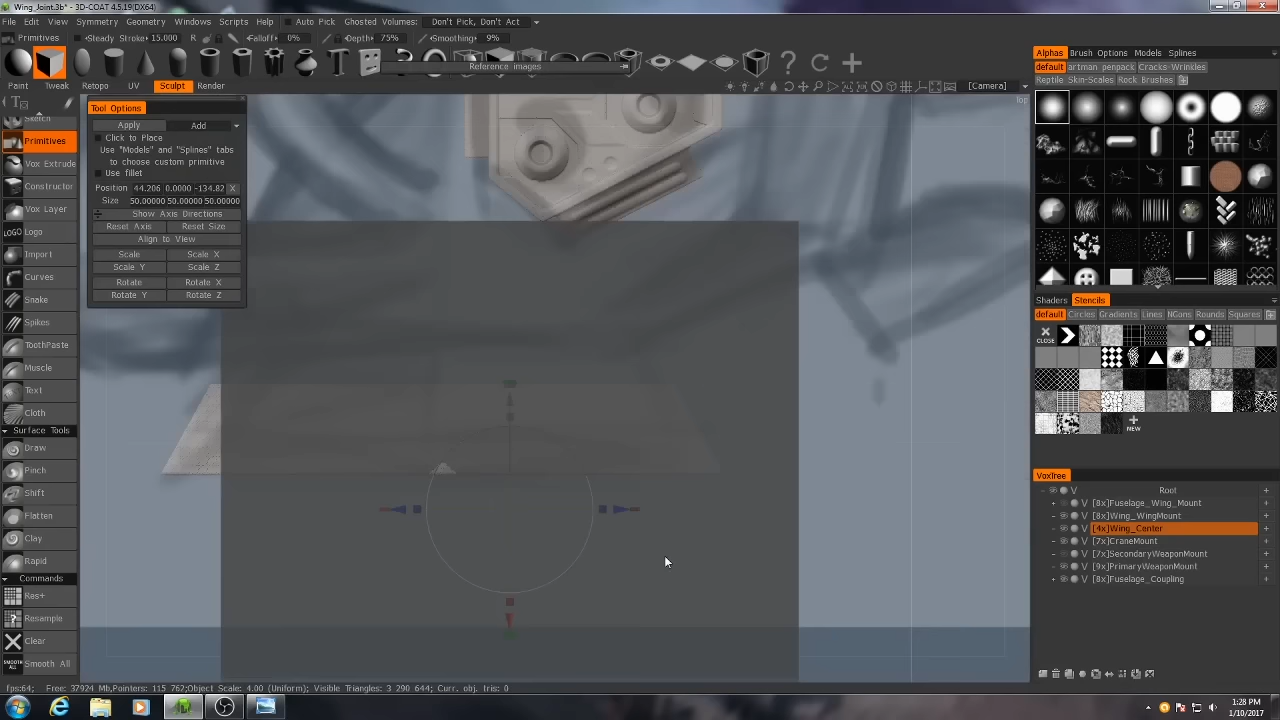 Wing_Joint.3b* - 3D-COAT 4.5.19[DX64]
File Edit View Symmetry Geometry Windows Scripts Help Auto Pick Ghosted Volumes: Don't Pick, Don't Act
Primitives Steady Stroke 15.000 R Falloff 0% Depth: 75% Smoothing: 9%
Reference images
Paint Tweak Retopo UV Sculpt Render [Camera]
Top
Tool Options
Apply Add
Click to Place
Use "Models" and "Splines" tabs
to choose custom primitive
Use fillet
Position 44.206 0.0000 -134.82 X
Size 50.0000 50.0000 50.0000
Show Axis Directions
Reset Axis Reset Size
Align to View
Scale Scale X
Scale Y Scale Z
Rotate Rotate X
Rotate Y Rotate Z
Sketch
Primitives
Vox Extrude
Constructor
Vox Layer
LOGO Logo
Import
Curves
Snake
Spikes
ToothPaste
Muscle
Text
Cloth
Surface Tools
Draw
Pinch
Shift
Flatten
Clay
Rapid
Commands
Res+
Resample
Clear
SMOOTH ALL Smooth All
Alphas Brush Options Models Splines
default artman penpack Cracks-Wrinkles
Reptile Skin-Scales Rock Brushes
Shaders Stencils
default Circles Gradients Lines NGons Rounds Squares
CLOSE
NEW
VoxTree
V Root
V [8x]Fuselage_Wing_Mount
V [8x]Wing_WingMount
V [4x]Wing_Center
V [7x]CraneMount
V [7x]SecondaryWeaponMount
V [9x]PrimaryWeaponMount
V [8x]Fuselage_Coupling
fps:64; Free: 37924 Mb,Pointers: 115 762;Object Scale: 4.00 (Uniform); Visible Triangles: 3 290 644; Curr. obj. tris: 0
1:28 PM
1/10/2017